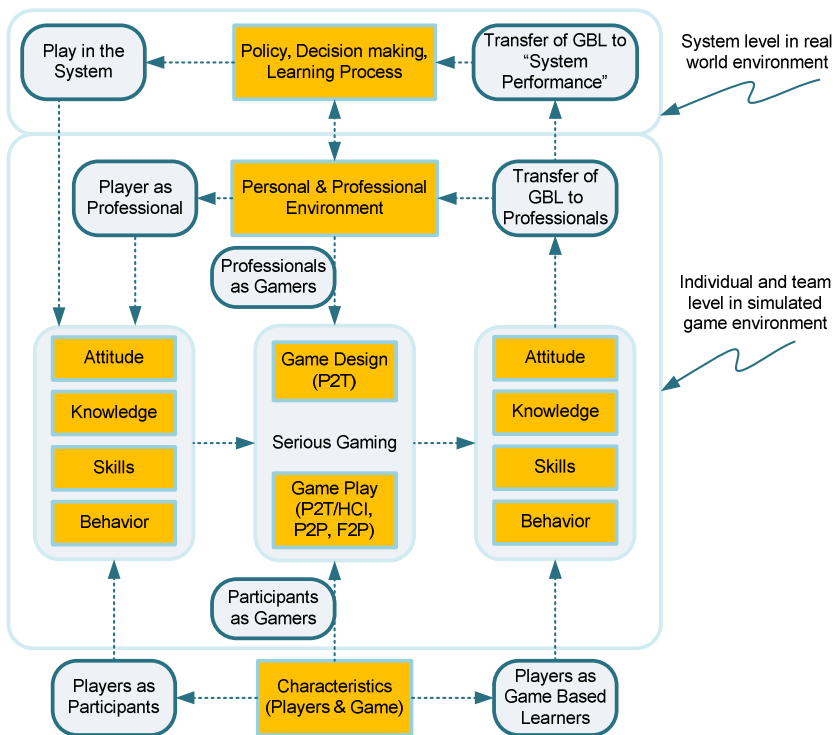 Play in the
System
Policy, Decision making,
Learning Process
Transfer of GBL to
“System
Performance”
System level in real
world environment
Player as
Professional
Personal & Professional
Environment
Transfer of
GBL to
Professionals
Professionals
as Gamers
Individual and team
level in simulated
game environment
Attitude
Knowledge
Skills
Behavior
Game Design
(P2T)
Serious Gaming
Game Play
(P2T/HCI,
P2P, F2P)
Attitude
Knowledge
Skills
Behavior
Participants
as Gamers
Players as
Participants
Characteristics
(Players & Game)
Players as
Game Based
Learners